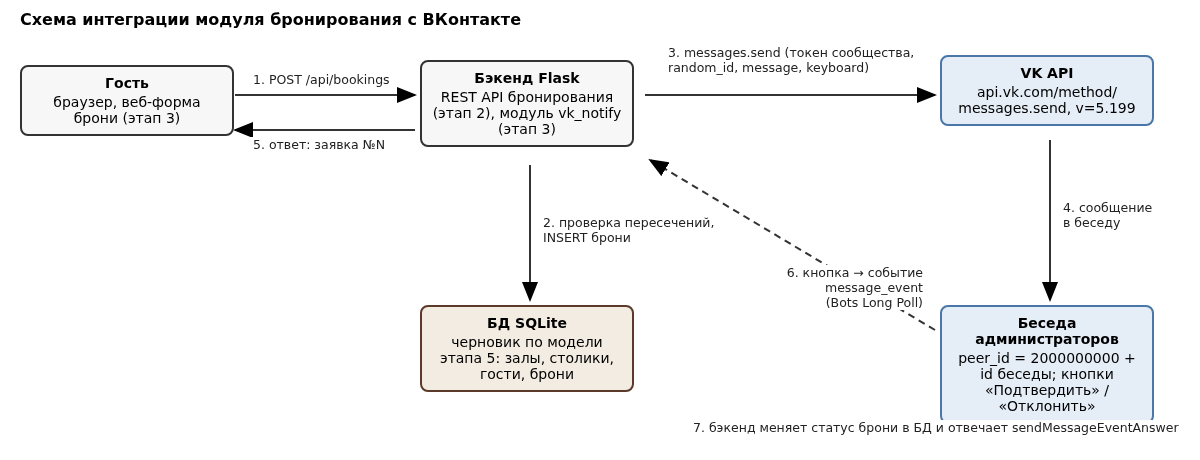 Схема интеграции модуля бронирования с ВКонтакте
Гость
браузер, веб-форма
брони (этап 3)
1. POST /api/bookings
5. ответ: заявка №N
Бэкенд Flask
REST API бронирования
(этап 2), модуль vk_notify
(этап 3)
3. messages.send (токен сообщества,
random_id, message, keyboard)
VK API
api.vk.com/method/
messages.send, v=5.199
2. проверка пересечений,
INSERT брони
4. сообщение
в беседу
6. кнопка → событие
message_event
(Bots Long Poll)
БД SQLite
черновик по модели
этапа 5: залы, столики,
гости, брони
Беседа
администраторов
peer_id = 2000000000 +
id беседы; кнопки
«Подтвердить» /
«Отклонить»
7. бэкенд меняет статус брони в БД и отвечает sendMessageEventAnswer